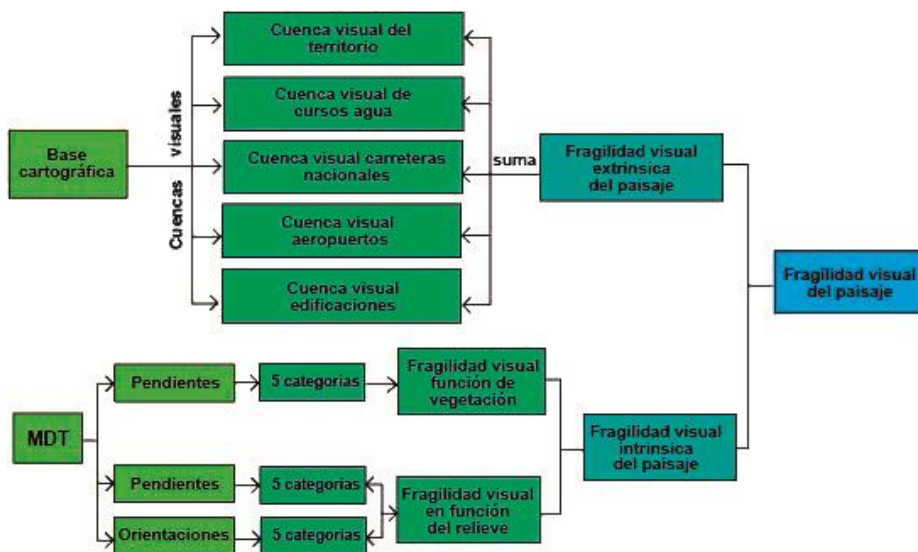 Cuenca visual del
territorio
Cuenca visual de
cursos agua
Base
cartográfica
Cuencas visuales
Cuenca visual carreteras
nacionales
suma
Fragilidad visual
extrinsica
del paisaje
Cuenca visual
aeropuertos
Cuenca visual
edificaciones
Fragilidad visual
del paisaje
MDT
Pendientes
5 categorias
Fragilidad visual
función de
vegetación
Fragilidad visual
intrinsica
del paisaje
Pendientes
5 categorias
Fragilidad visual
en función
del relieve
Orientaciones
5 categorias